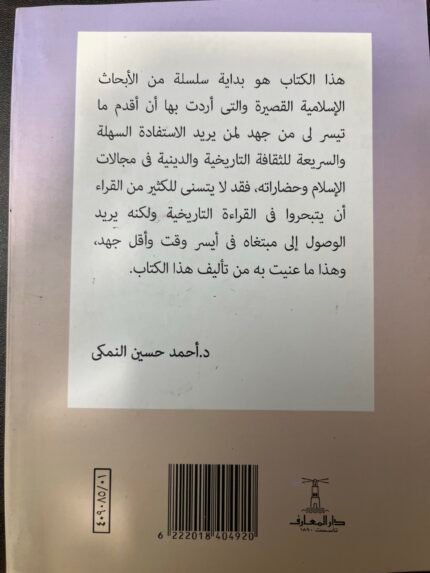 هذا الكتاب هو بداية سلسلة من الأبحاث
الإسلامية القصيرة والتى أردت بها أن أقدم ما
تيسر لى من جهد لمن يريد الاستفادة السهلة
والسريعة للثقافة التاريخية والدينية فى مجالات
الإسلام وحضاراته، فقد لا يتسنى للكثير من القراء
أن يتبحروا فى القراءة التاريخية ولكنه يريد
الوصول إلى مبتغاه فى أيسر وقت وأقل جهد،
وهذا ما عنيت به من تأليف هذا الكتاب.
د.أحمد حسين النمكى
دار المعارف
تأسست ١٨٩٠
6 222018 404920
٤٠٩٠٨٥/٠١